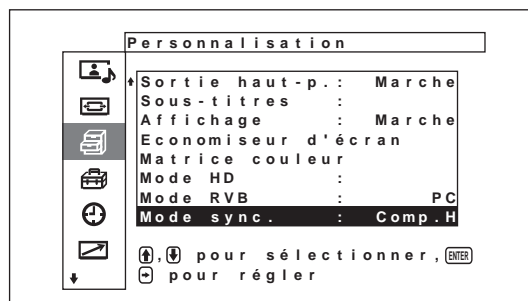 Personnalisation
Sortie haut-p.: Marche
Sous-titres :
Affichage : Marche
Economiseur d'écran
Matrice couleur
Mode HD :
Mode RVB : PC
Mode sync. : Comp.H
, pour sélectionner, ENTER
pour régler